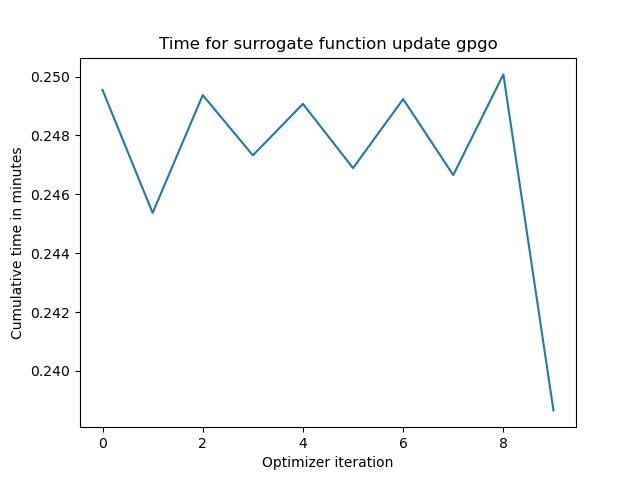 Time for surrogate function update gpgo
Cumulative time in minutes
0.250
0.248
0.246
0.244
0.242
0.240
0 2 4 6 8
Optimizer iteration